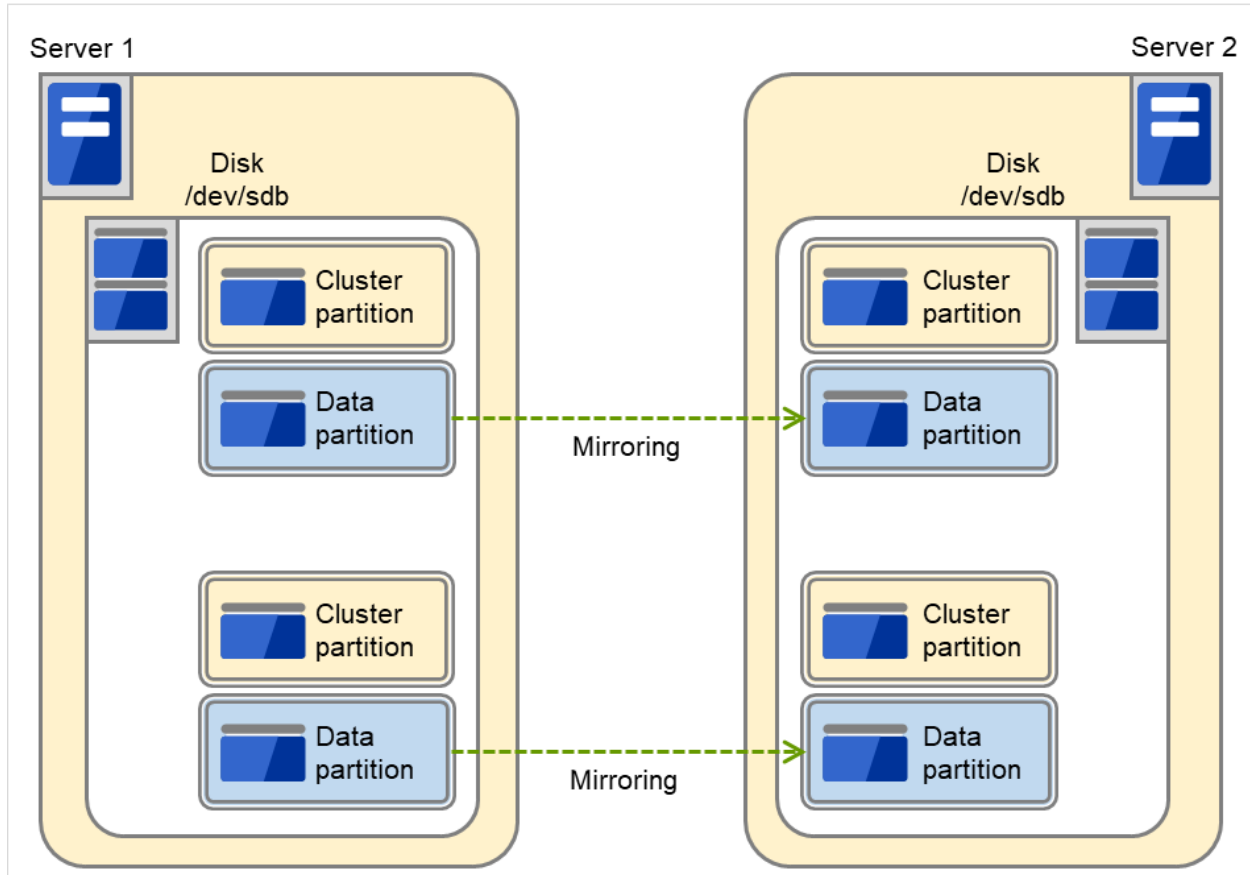 Server 1
Server 2
Disk
/dev/sdb
Disk
/dev/sdb
Cluster
partition
Cluster
partition
Data
partition
Mirroring
Data
partition
Cluster
partition
Cluster
partition
Data
partition
Mirroring
Data
partition